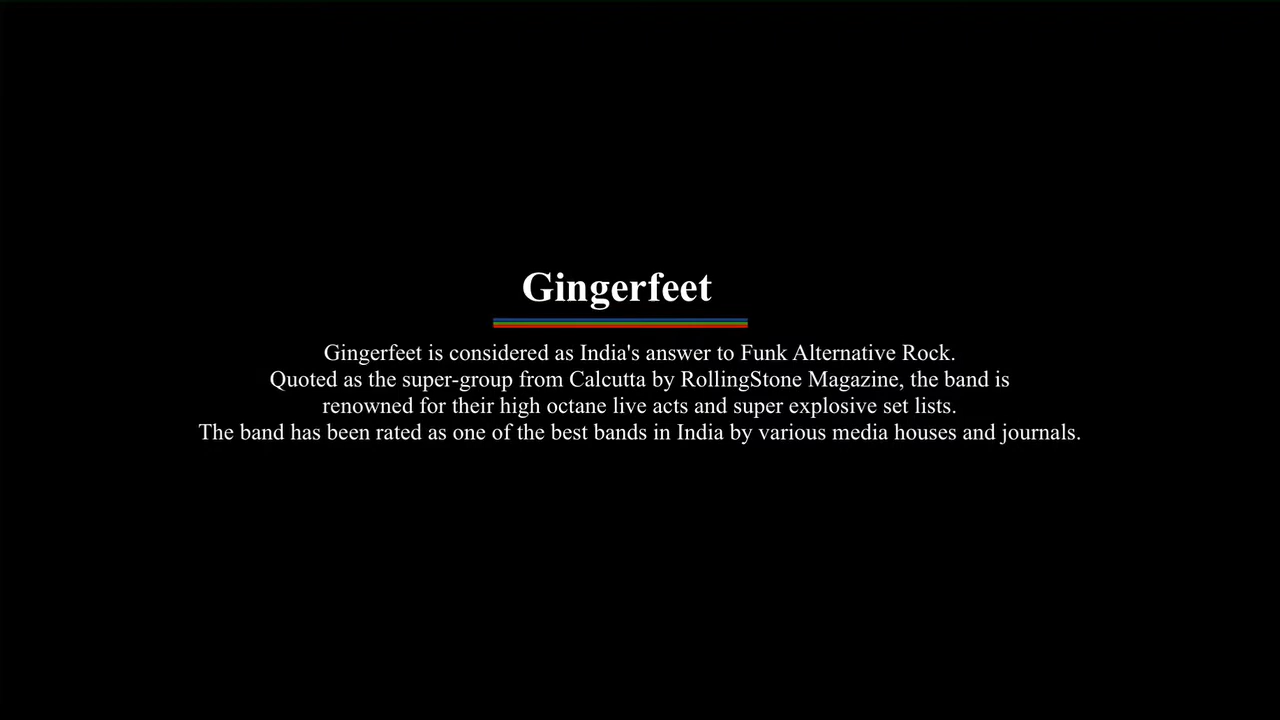 Gingerfeet
Gingerfeet is considered as India's answer to Funk Alternative Rock.
Quoted as the super-group from Calcutta by RollingStone Magazine, the band is
renowned for their high octane live acts and super explosive set lists.
The band has been rated as one of the best bands in India by various media houses and journals.